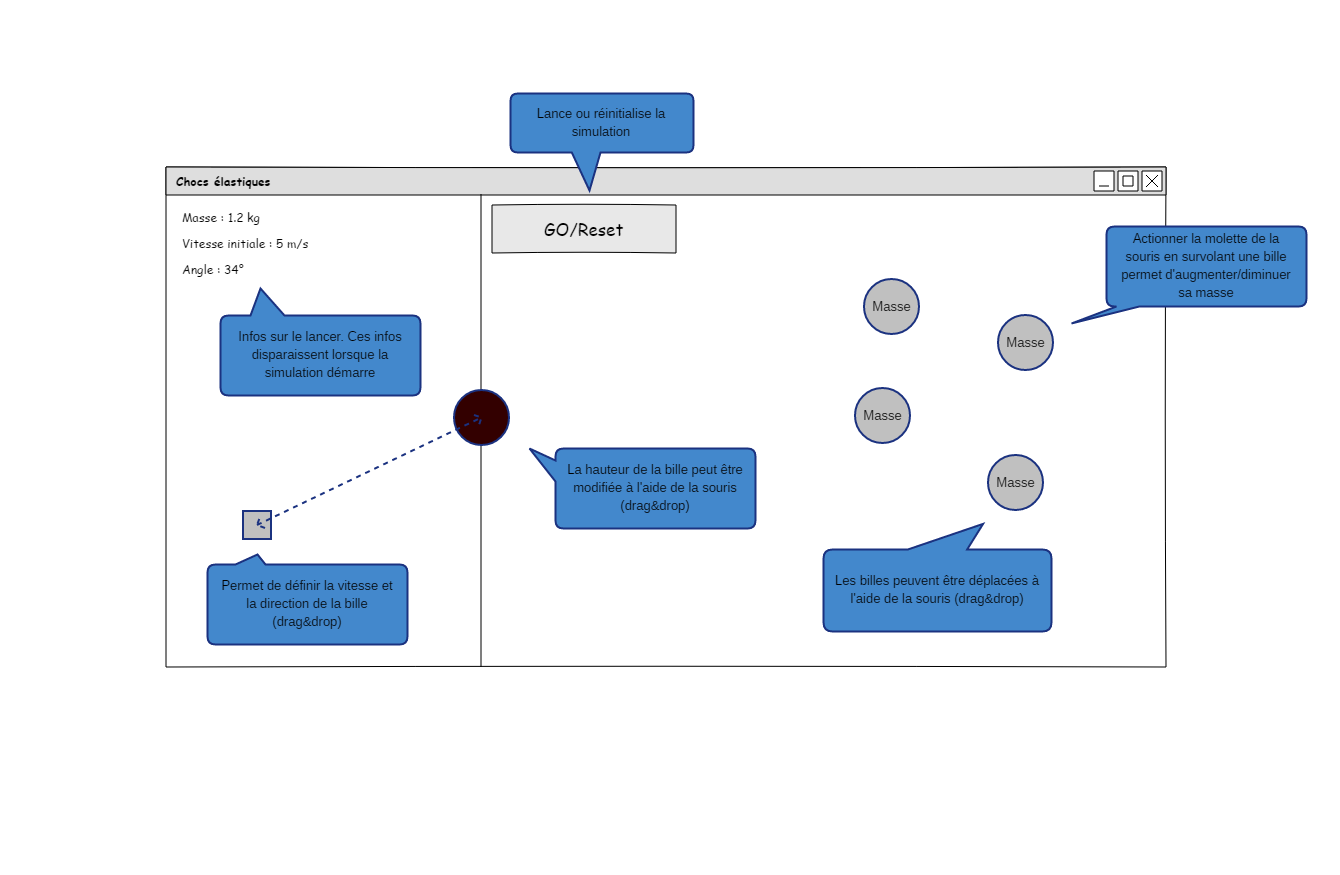 Lance ou réinitialise la
simulation
Chocs élastiques
Masse : 1.2 kg
Vitesse initiale : 5 m/s
Angle : 34°
GO/Reset
Actionner la molette de la
souris en survolant une bille
permet d'augmenter/diminuer
sa masse
Masse
Masse
Infos sur le lancer. Ces infos
disparaissent lorsque la
simulation démarre
Masse
La hauteur de la bille peut être
modifiée à l'aide de la souris
(drag&drop)
Masse
Permet de définir la vitesse et
la direction de la bille
(drag&drop)
Les billes peuvent être déplacées à
l'aide de la souris (drag&drop)